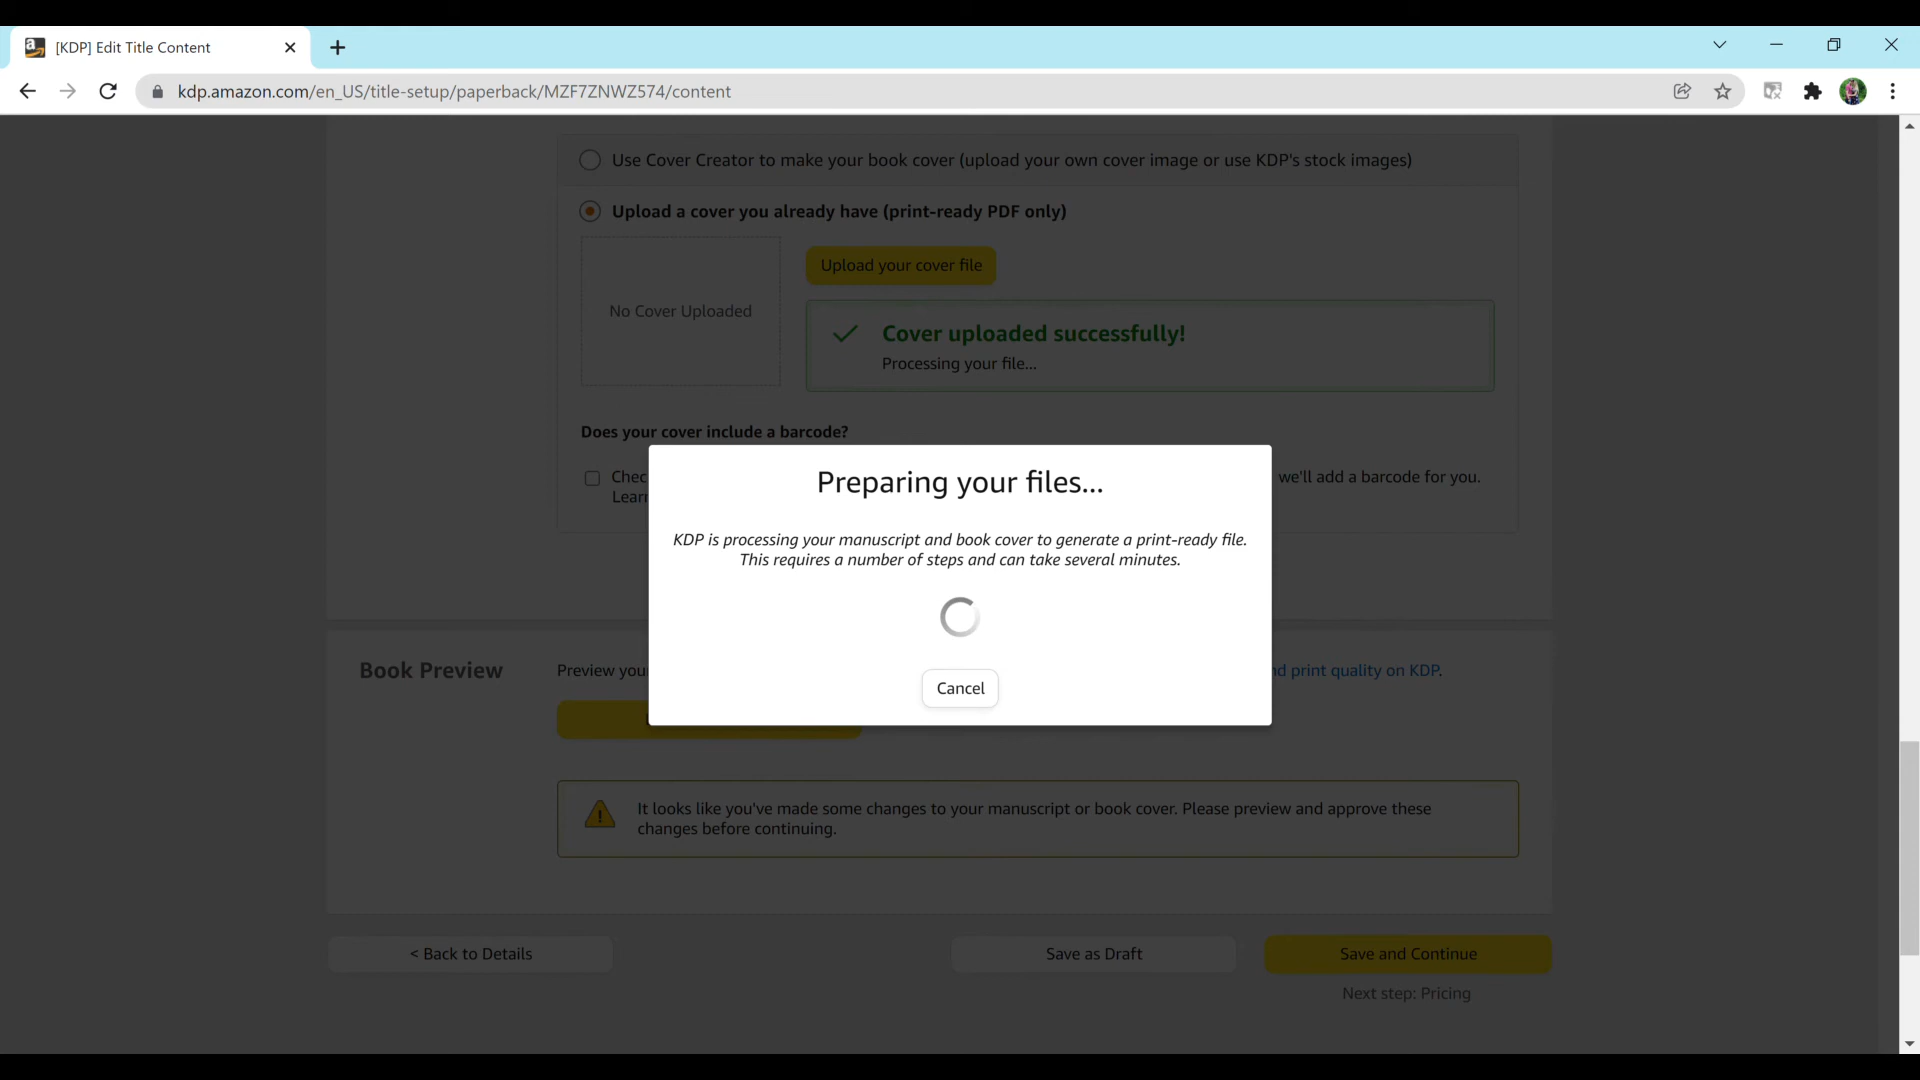 [KDP] Edit Title Content
kdp.amazon.com/en_US/title-setup/paperback/MZF7ZNWZ574/content
Use Cover Creator to make your book cover (upload your own cover image or use KDP's stock images)
Upload a cover you already have (print-ready PDF only)
Upload your cover file
No Cover Uploaded
Cover uploaded successfully!
Processing your file...
Does your cover include a barcode?
we'll add a barcode for you.
Preparing your files...
KDP is processing your manuscript and book cover to generate a print-ready file.
This requires a number of steps and can take several minutes.
Cancel
Book Preview
Preview
print quality on KDP.
It looks like you've made some changes to your manuscript or book cover. Please preview and approve these
changes before continuing.
< Back to Details
Save as Draft
Save and Continue
Next step: Pricing